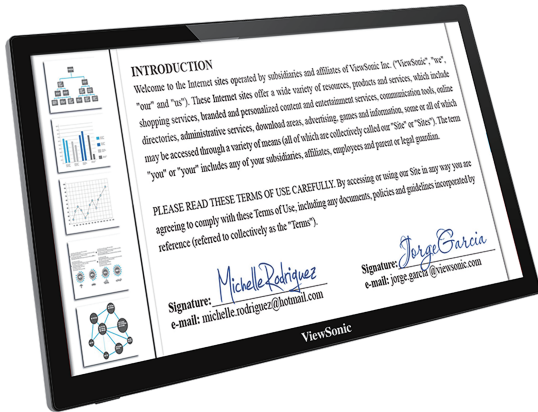 INTRODUCTION
Welcome to the Internet sites operated by subsidiaries and affiliates of ViewSonic Inc. ("ViewSonic", "we",
"our" and "us"). These Internet sites offer a wide variety of resources, products and services, which include
shopping services, branded and personalized content and entertainment services, communication tools, online
directories, administrative services, download areas, advertising, games and information, some or all of which
may be accessed through a variety of means (all of which are collectively called our "Site" or "Sites"). The term
"you" or "your" includes any of your subsidiaries, affiliates, employees and parent or legal guardian.
PLEASE READ THESE TERMS OF USE CAREFULLY. By accessing or using our Site in any way you are
agreeing to comply with these Terms of Use, including any documents, policies and guidelines incorporated by
reference (referred to collectively as the "Terms").
Signature: Michelle Rodriguez
e-mail: michelle.rodriguez@hotmail.com
Signature: Jorge Garcia
e-mail: jorge.garcia@viewsonic.com
ViewSonic